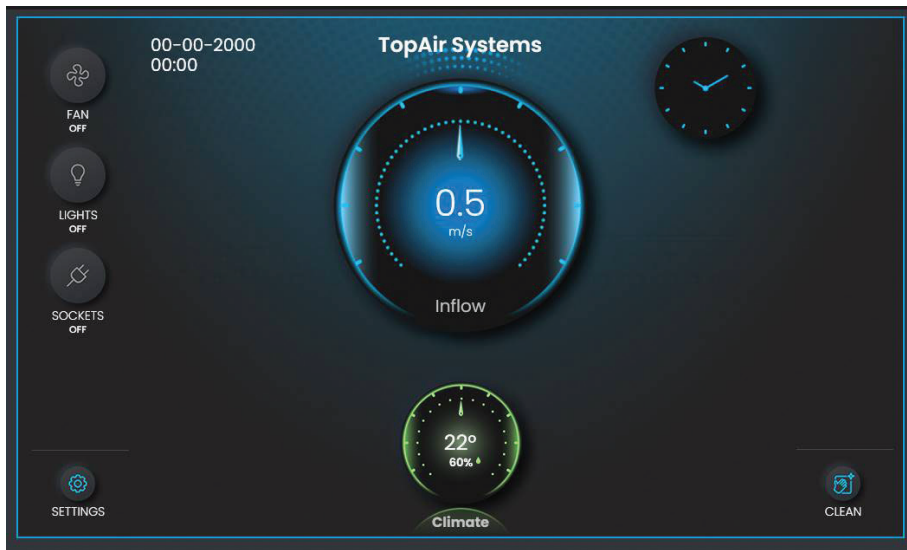 00-00-2000
00:00
TopAir Systems
FAN
OFF
LIGHTS
OFF
SOCKETS
OFF
0.5
m/s
Inflow
22°
60%
Climate
SETTINGS
CLEAN